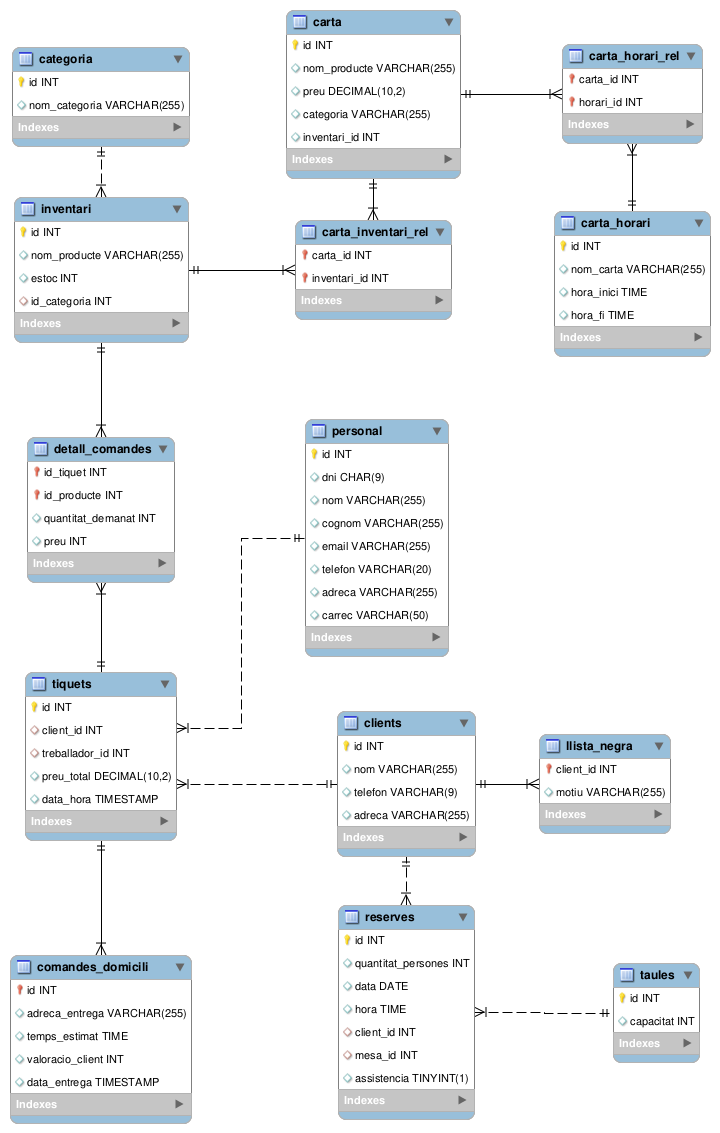 categoria
id INT
nom_categoria VARCHAR(255)
Indexes
carta
id INT
nom_producte VARCHAR(255)
preu DECIMAL(10,2)
categoria VARCHAR(255)
inventari_id INT
Indexes
carta_horari_rel
carta_id INT
horari_id INT
Indexes
inventari
id INT
nom_producte VARCHAR(255)
estoc INT
id_categoria INT
Indexes
carta_inventari_rel
carta_id INT
inventari_id INT
Indexes
carta_horari
id INT
nom_carta VARCHAR(255)
hora_inici TIME
hora_fi TIME
Indexes
detall_comandes
id_tiquet INT
id_producte INT
quantitat_demanat INT
preu INT
Indexes
personal
id INT
dni CHAR(9)
nom VARCHAR(255)
cognom VARCHAR(255)
email VARCHAR(255)
telefon VARCHAR(20)
adreca VARCHAR(255)
carrec VARCHAR(50)
Indexes
tiquets
id INT
client_id INT
treballador_id INT
preu_total DECIMAL(10,2)
data_hora TIMESTAMP
Indexes
clients
id INT
nom VARCHAR(255)
telefon VARCHAR(9)
adreca VARCHAR(255)
Indexes
llista_negra
client_id INT
motiu VARCHAR(255)
Indexes
comandes_domicili
id INT
adreca_entrega VARCHAR(255)
temps_estimat TIME
valoracio_client INT
data_entrega TIMESTAMP
Indexes
reserves
id INT
quantitat_persones INT
data DATE
hora TIME
client_id INT
mesa_id INT
assistencia TINYINT(1)
Indexes
taules
id INT
capacitat INT
Indexes